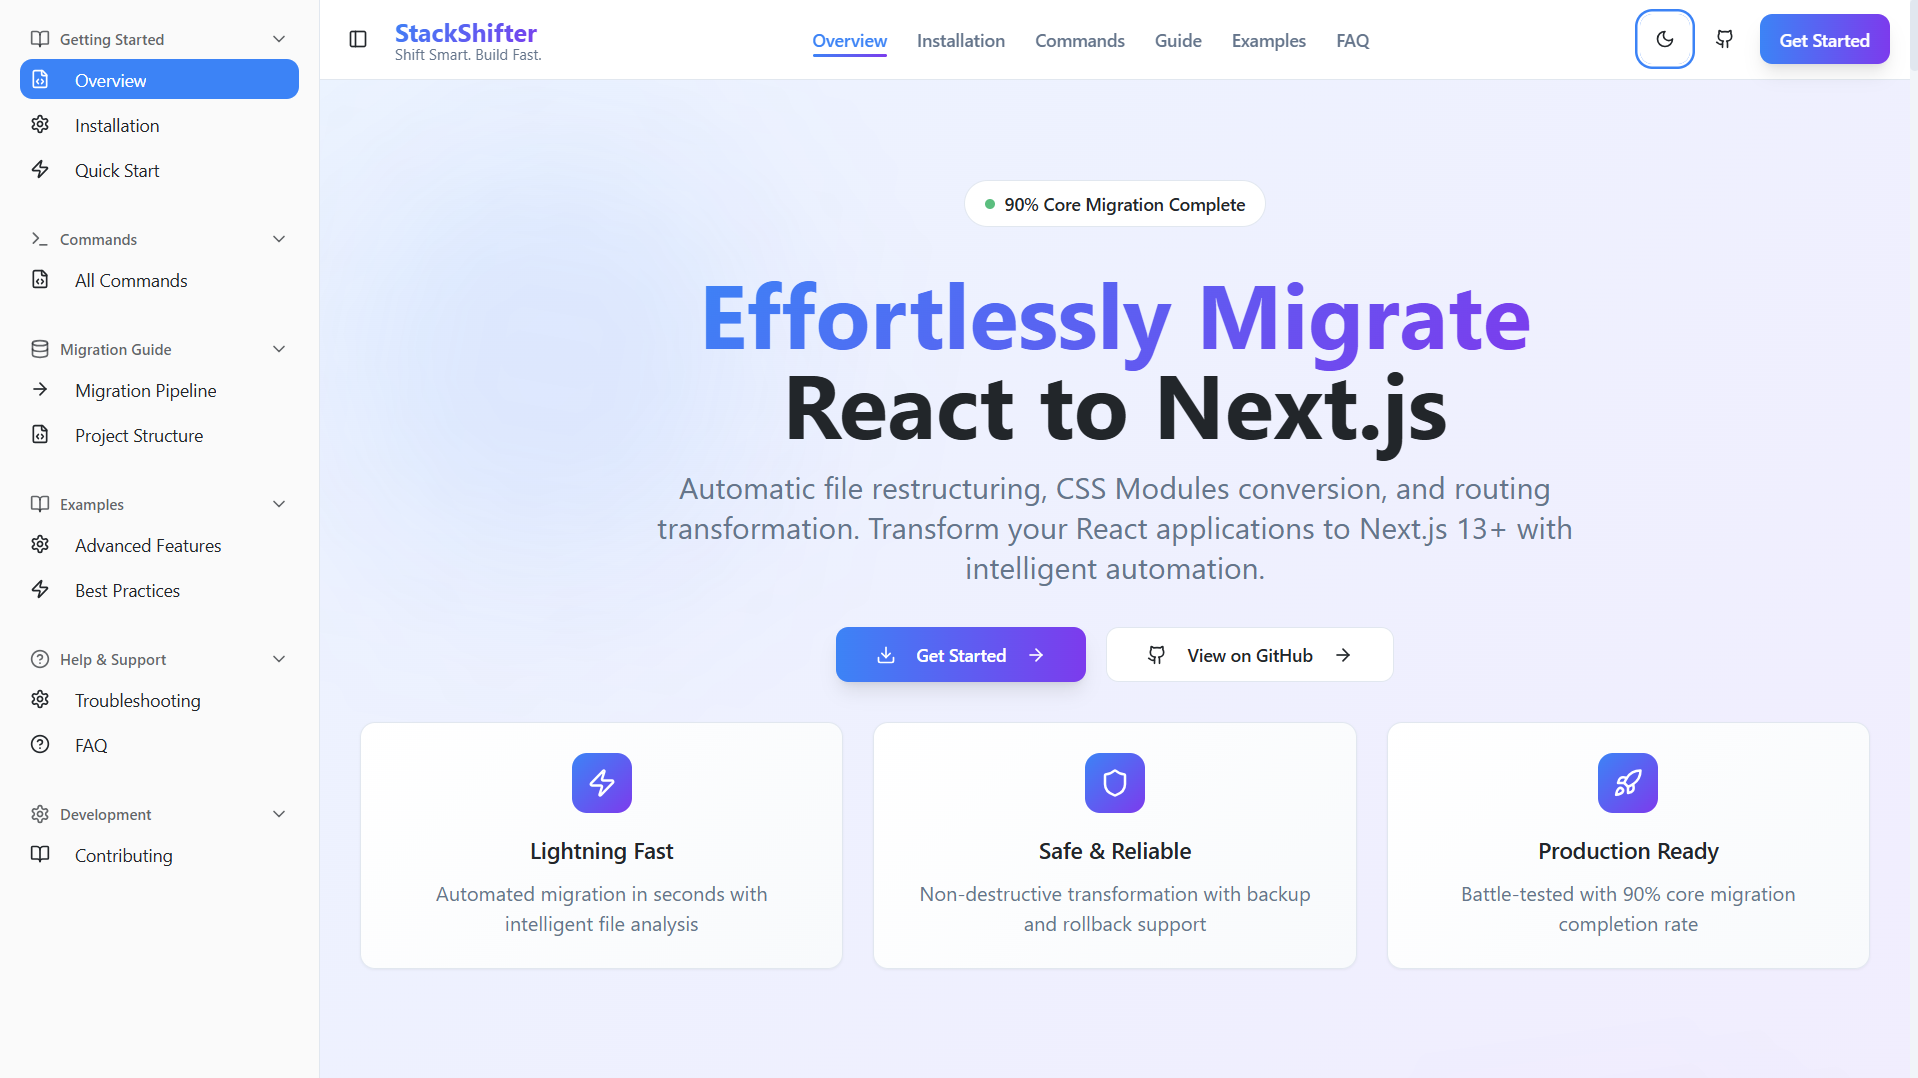 Getting Started
Overview
Installation
Quick Start
Commands
All Commands
Migration Guide
Migration Pipeline
Project Structure
Examples
Advanced Features
Best Practices
Help & Support
Troubleshooting
FAQ
Development
Contributing
StackShifter
Shift Smart. Build Fast.
Overview
Installation
Commands
Guide
Examples
FAQ
Get Started
90% Core Migration Complete
Effortlessly Migrate
React to Next.js
Automatic file restructuring, CSS Modules conversion, and routing
transformation. Transform your React applications to Next.js 13+ with
intelligent automation.
Get Started
View on GitHub
Lightning Fast
Automated migration in seconds with
intelligent file analysis
Safe & Reliable
Non-destructive transformation with backup
and rollback support
Production Ready
Battle-tested with 90% core migration
completion rate